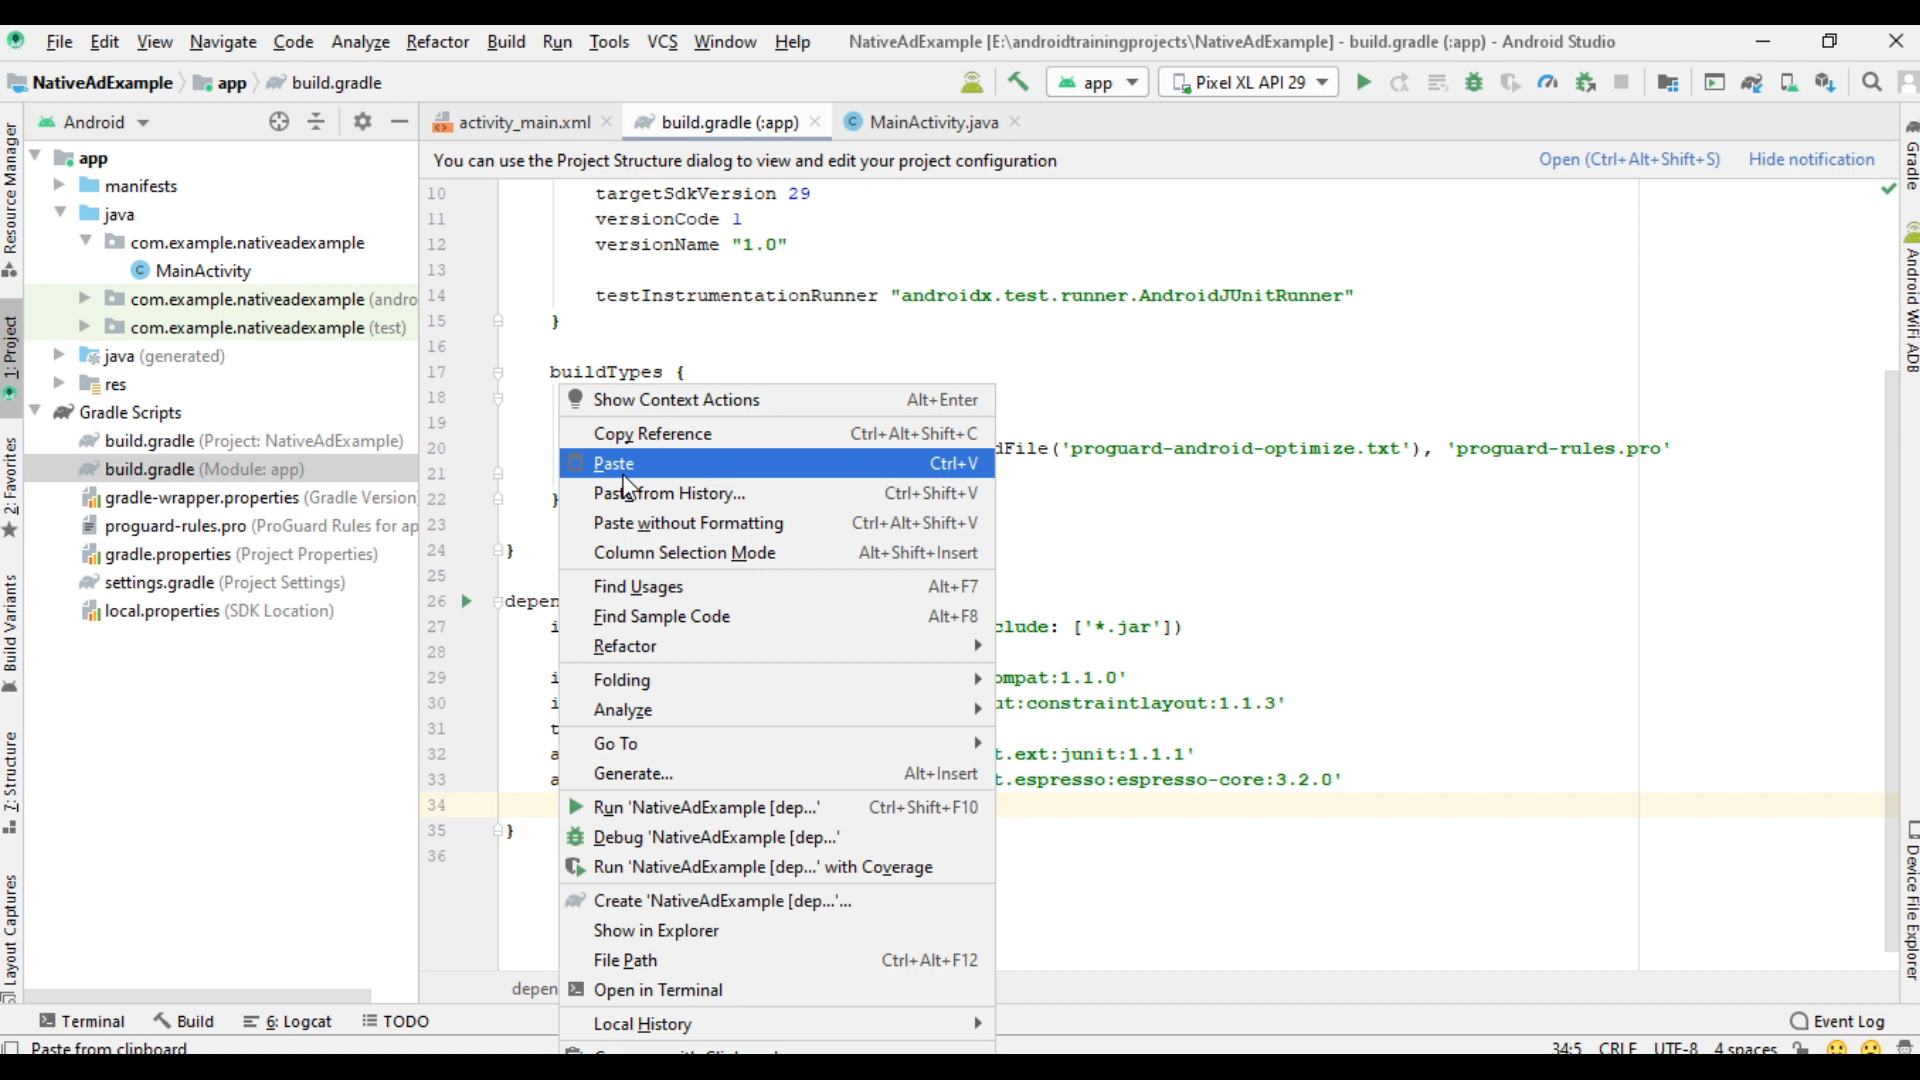 File Edit View Navigate Code Analyze Refactor Build Run Tools VCS Window Help NativeAdExample [E:\androidtrainingprojects\NativeAdExample] - build.gradle (:app) - Android Studio
NativeAdExample app build.gradle app Pixel XL API 29
Android activity_main.xml build.gradle (:app) MainActivity.java
You can use the Project Structure dialog to view and edit your project configuration Open (Ctrl+Alt+Shift+S) Hide notification
Resource Manager
1: Project
2: Favorites
Build Variants
7: Structure
Layout Captures
app
manifests
java
com.example.nativeadexample
MainActivity
com.example.nativeadexample (andro
com.example.nativeadexample (test)
java (generated)
res
Gradle Scripts
build.gradle (Project: NativeAdExample)
build.gradle (Module: app)
gradle-wrapper.properties (Gradle Version
proguard-rules.pro (ProGuard Rules for ap
gradle.properties (Project Properties)
settings.gradle (Project Settings)
local.properties (SDK Location)
10 targetSdkVersion 29
11 versionCode 1
12 versionName "1.0"
13
14 testInstrumentationRunner "androidx.test.runner.AndroidJUnitRunner"
15 }
16
17 buildTypes {
18
19
20 dFile('proguard-android-optimize.txt'), 'proguard-rules.pro'
21
22 }
23
24 }
25
26 depen
27 i clude: ['*.jar'])
28
29 i ompat:1.1.0'
30 i ut:constraintlayout:1.1.3'
31 t
32 a t.ext:junit:1.1.1'
33 a t.espresso:espresso-core:3.2.0'
34
35 }
36
depen
Show Context Actions Alt+Enter
Copy Reference Ctrl+Alt+Shift+C
Paste Ctrl+V
Paste from History... Ctrl+Shift+V
Paste without Formatting Ctrl+Alt+Shift+V
Column Selection Mode Alt+Shift+Insert
Find Usages Alt+F7
Find Sample Code Alt+F8
Refactor
Folding
Analyze
Go To
Generate... Alt+Insert
Run 'NativeAdExample [dep...' Ctrl+Shift+F10
Debug 'NativeAdExample [dep...'
Run 'NativeAdExample [dep...' with Coverage
Create 'NativeAdExample [dep...'...
Show in Explorer
File Path Ctrl+Alt+F12
Open in Terminal
Local History
Gradle
Android WiFi ADB
Device File Explorer
Terminal Build 6: Logcat TODO Event Log
Paste from clipboard 34:5 CRLF UTF-8 4 spaces